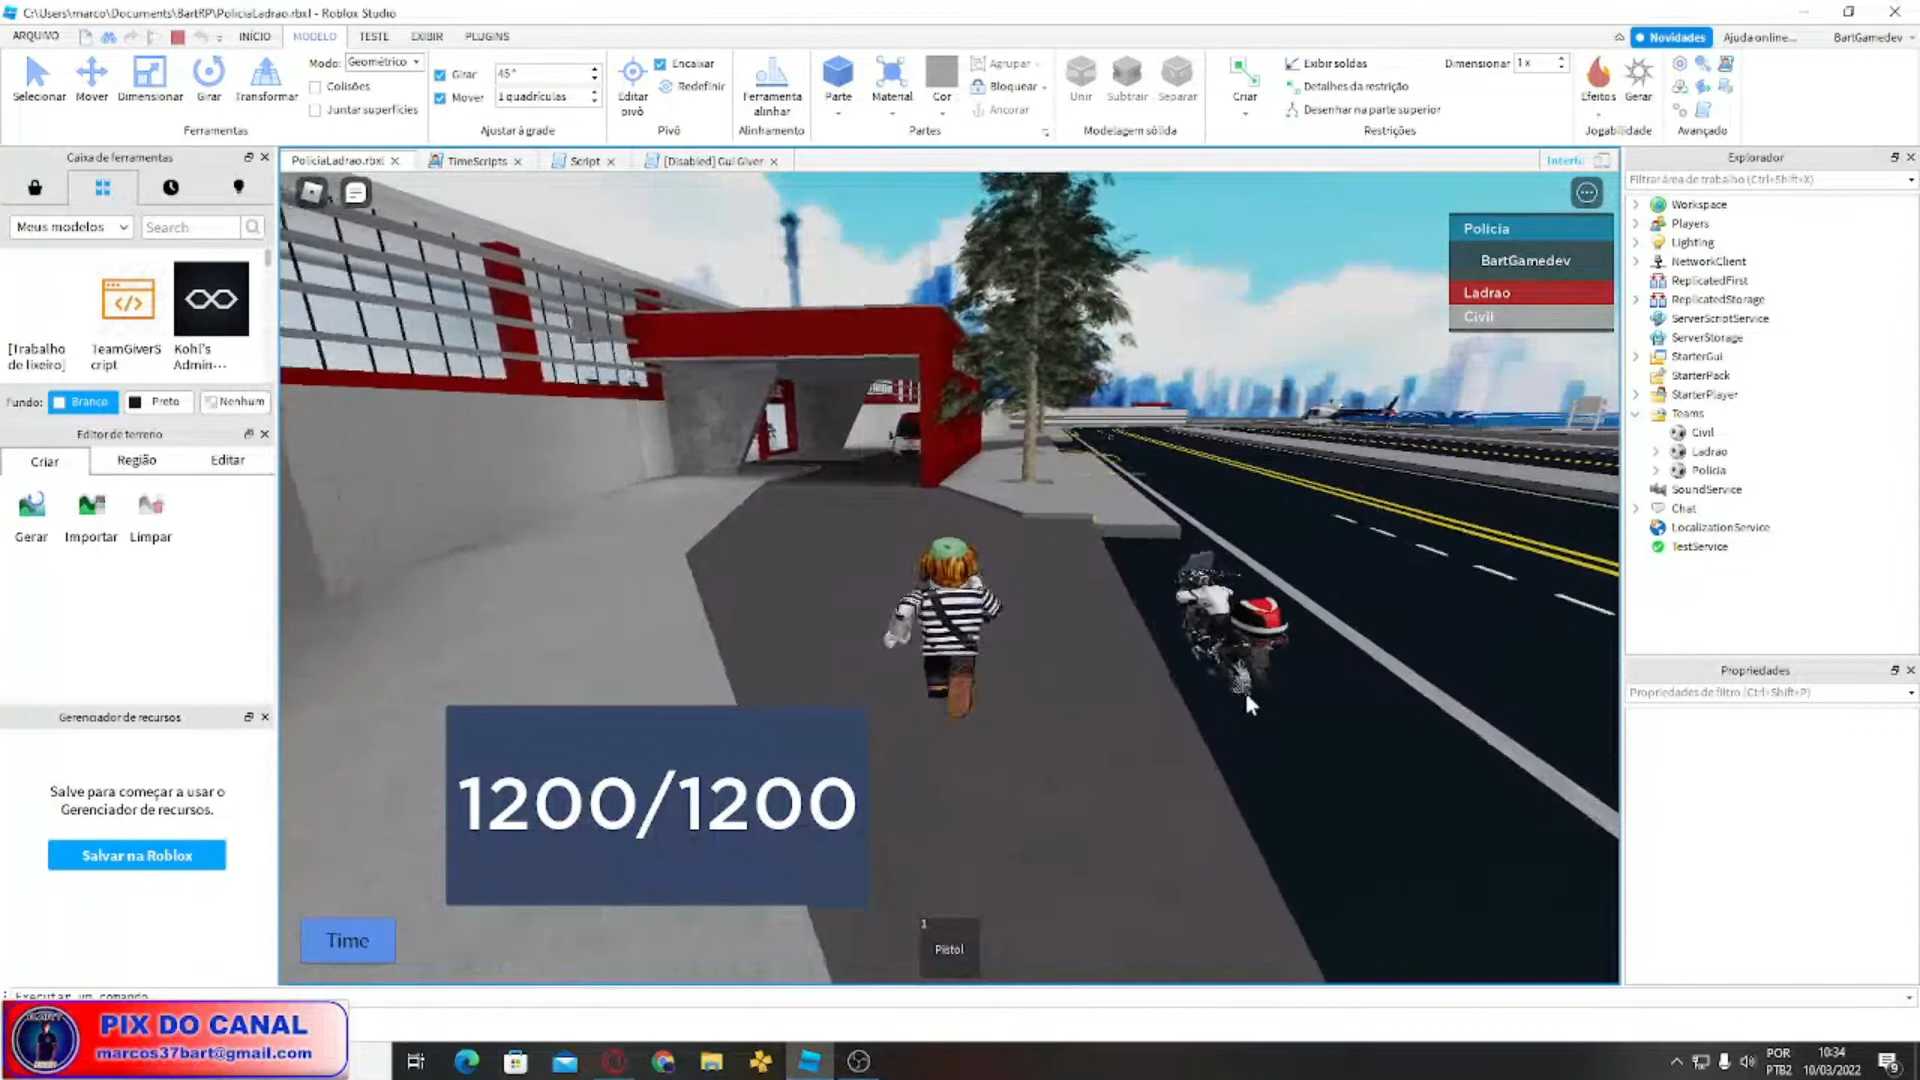 C:\Users\marco\Documents\BartRP\PoliciaLadrao.rbxl - Roblox Studio
ARQUIVO INÍCIO MODELO TESTE EXIBIR PLUGINS
Novidades Ajuda online... BartGamedev
Selecionar Mover Dimensionar Girar Transformar
Modo: Geométrico
Colisões
Juntar superfícies
Ferramentas
Girar 45°
Mover 1 quadrículas
Ajustar à grade
Editar pivô
Encaixar
Redefinir
Pivô
Ferramenta alinhar
Alinhamento
Parte Material Cor
Agrupar
Bloquear
Ancorar
Partes
Unir Subtrair Separar
Modelagem sólida
Criar
Exibir soldas
Detalhes da restrição
Desenhar na parte superior
Dimensionar 1 x
Restrições
Efeitos Gerar
Jogabilidade
Avançado
Caixa de ferramentas
Meus modelos Search
[Trabalho de lixeiro]
TeamGiverScript
Kohl's Admin...
Fundo: Branco Preto Nenhum
Editor de terreno
Criar Região Editar
Gerar Importar Limpar
Gerenciador de recursos
Salve para começar a usar o
Gerenciador de recursos.
Salvar na Roblox
PoliciaLadrao.rbxl TimeScripts Script [Disabled] Gui Giver Interfa
Policia
BartGamedev
Ladrao
Civil
1200/1200
Time
1
Pistol
Explorador
Filtrar área de trabalho (Ctrl+Shift+X)
Workspace
Players
Lighting
NetworkClient
ReplicatedFirst
ReplicatedStorage
ServerScriptService
ServerStorage
StarterGui
StarterPack
StarterPlayer
Teams
Civil
Ladrao
Policia
SoundService
Chat
LocalizationService
TestService
Propriedades
Propriedades de filtro (Ctrl+Shift+P)
Executar um comando
PIX DO CANAL
marcos37bart@gmail.com
POR
PTB2
10:34
10/03/2022
9